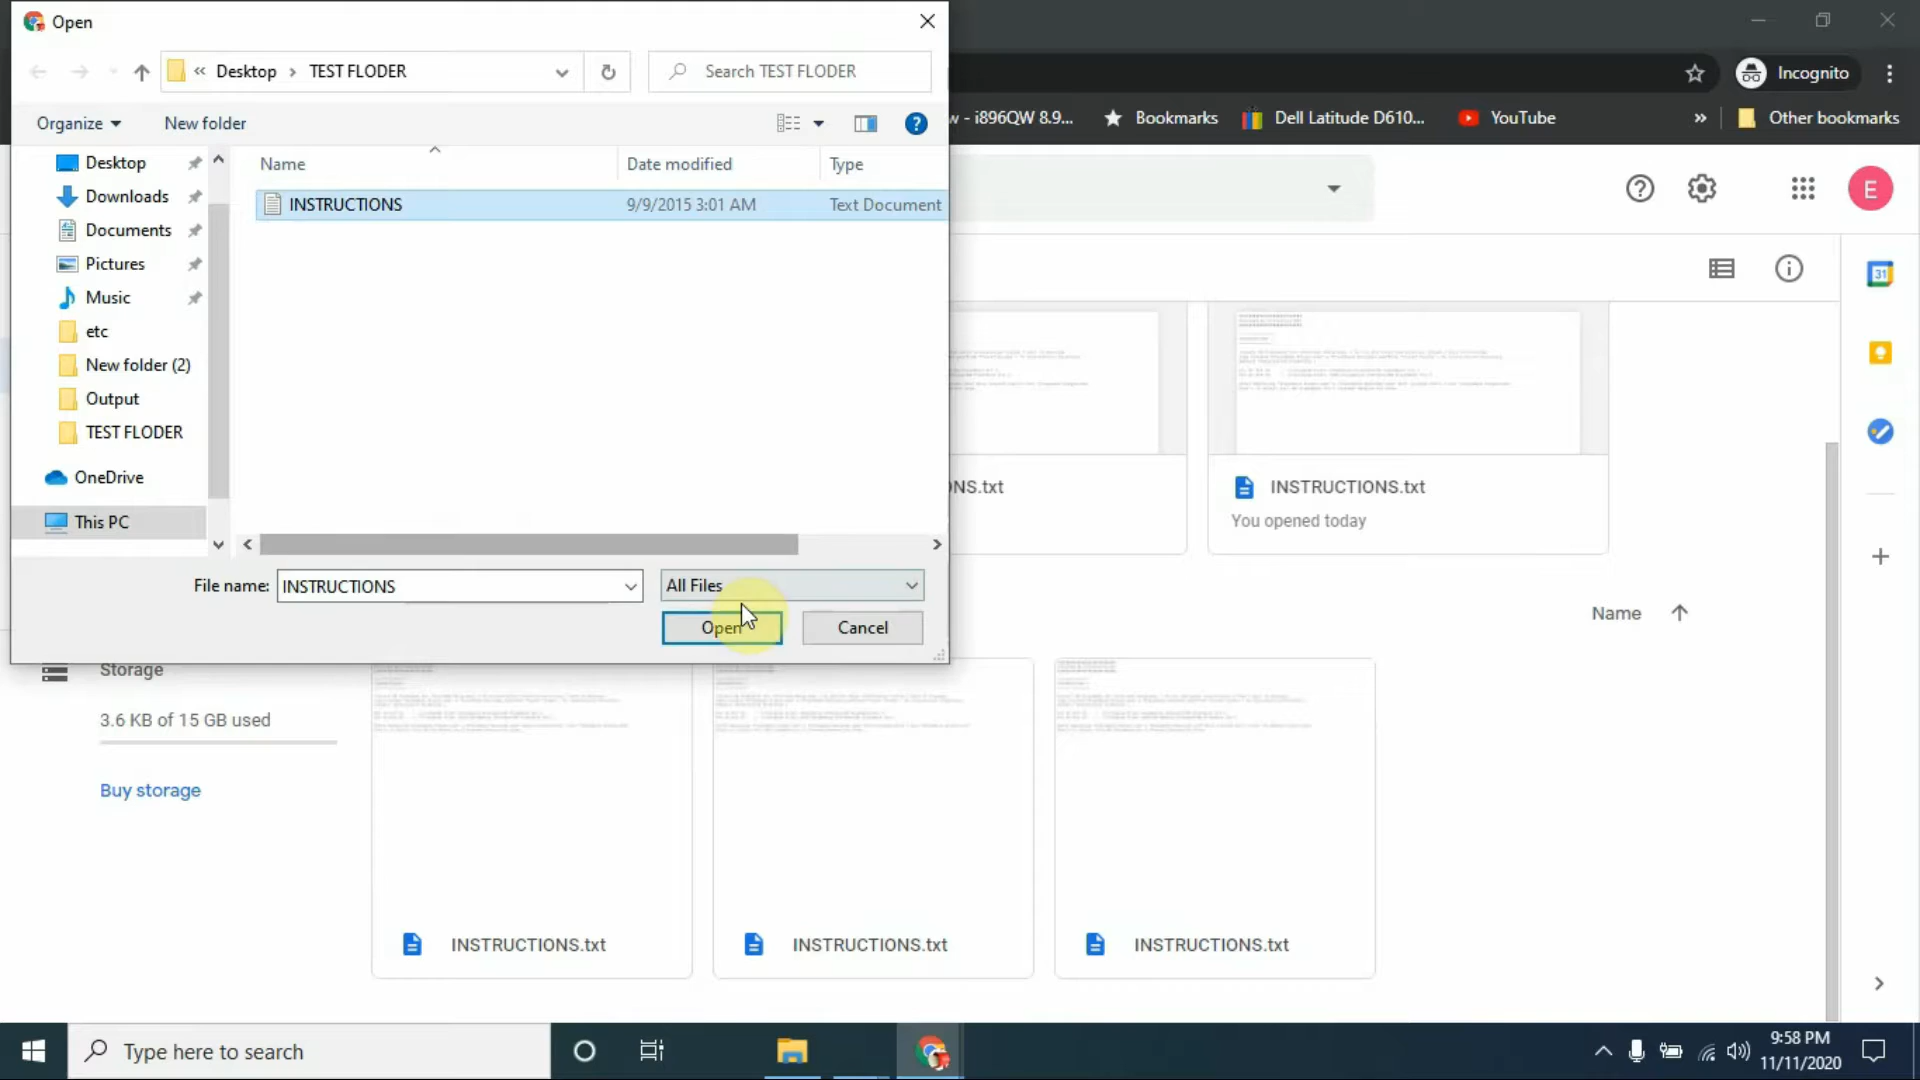 Open
« Desktop › TEST FLODER
Search TEST FLODER
Organize
New folder
?
Name
Date modified
Type
Desktop
Downloads
Documents
Pictures
Music
etc
New folder (2)
Output
TEST FLODER
OneDrive
This PC
INSTRUCTIONS 9/9/2015 3:01 AM Text Document
File name: INSTRUCTIONS
All Files
Open
Cancel
Incognito
w - i896QW 8.9...
Bookmarks
Dell Latitude D610...
YouTube
»
Other bookmarks
E
31
NS.txt
INSTRUCTIONS.txt
You opened today
Name
Storage
3.6 KB of 15 GB used
Buy storage
INSTRUCTIONS.txt
INSTRUCTIONS.txt
INSTRUCTIONS.txt
Type here to search
9:58 PM
11/11/2020